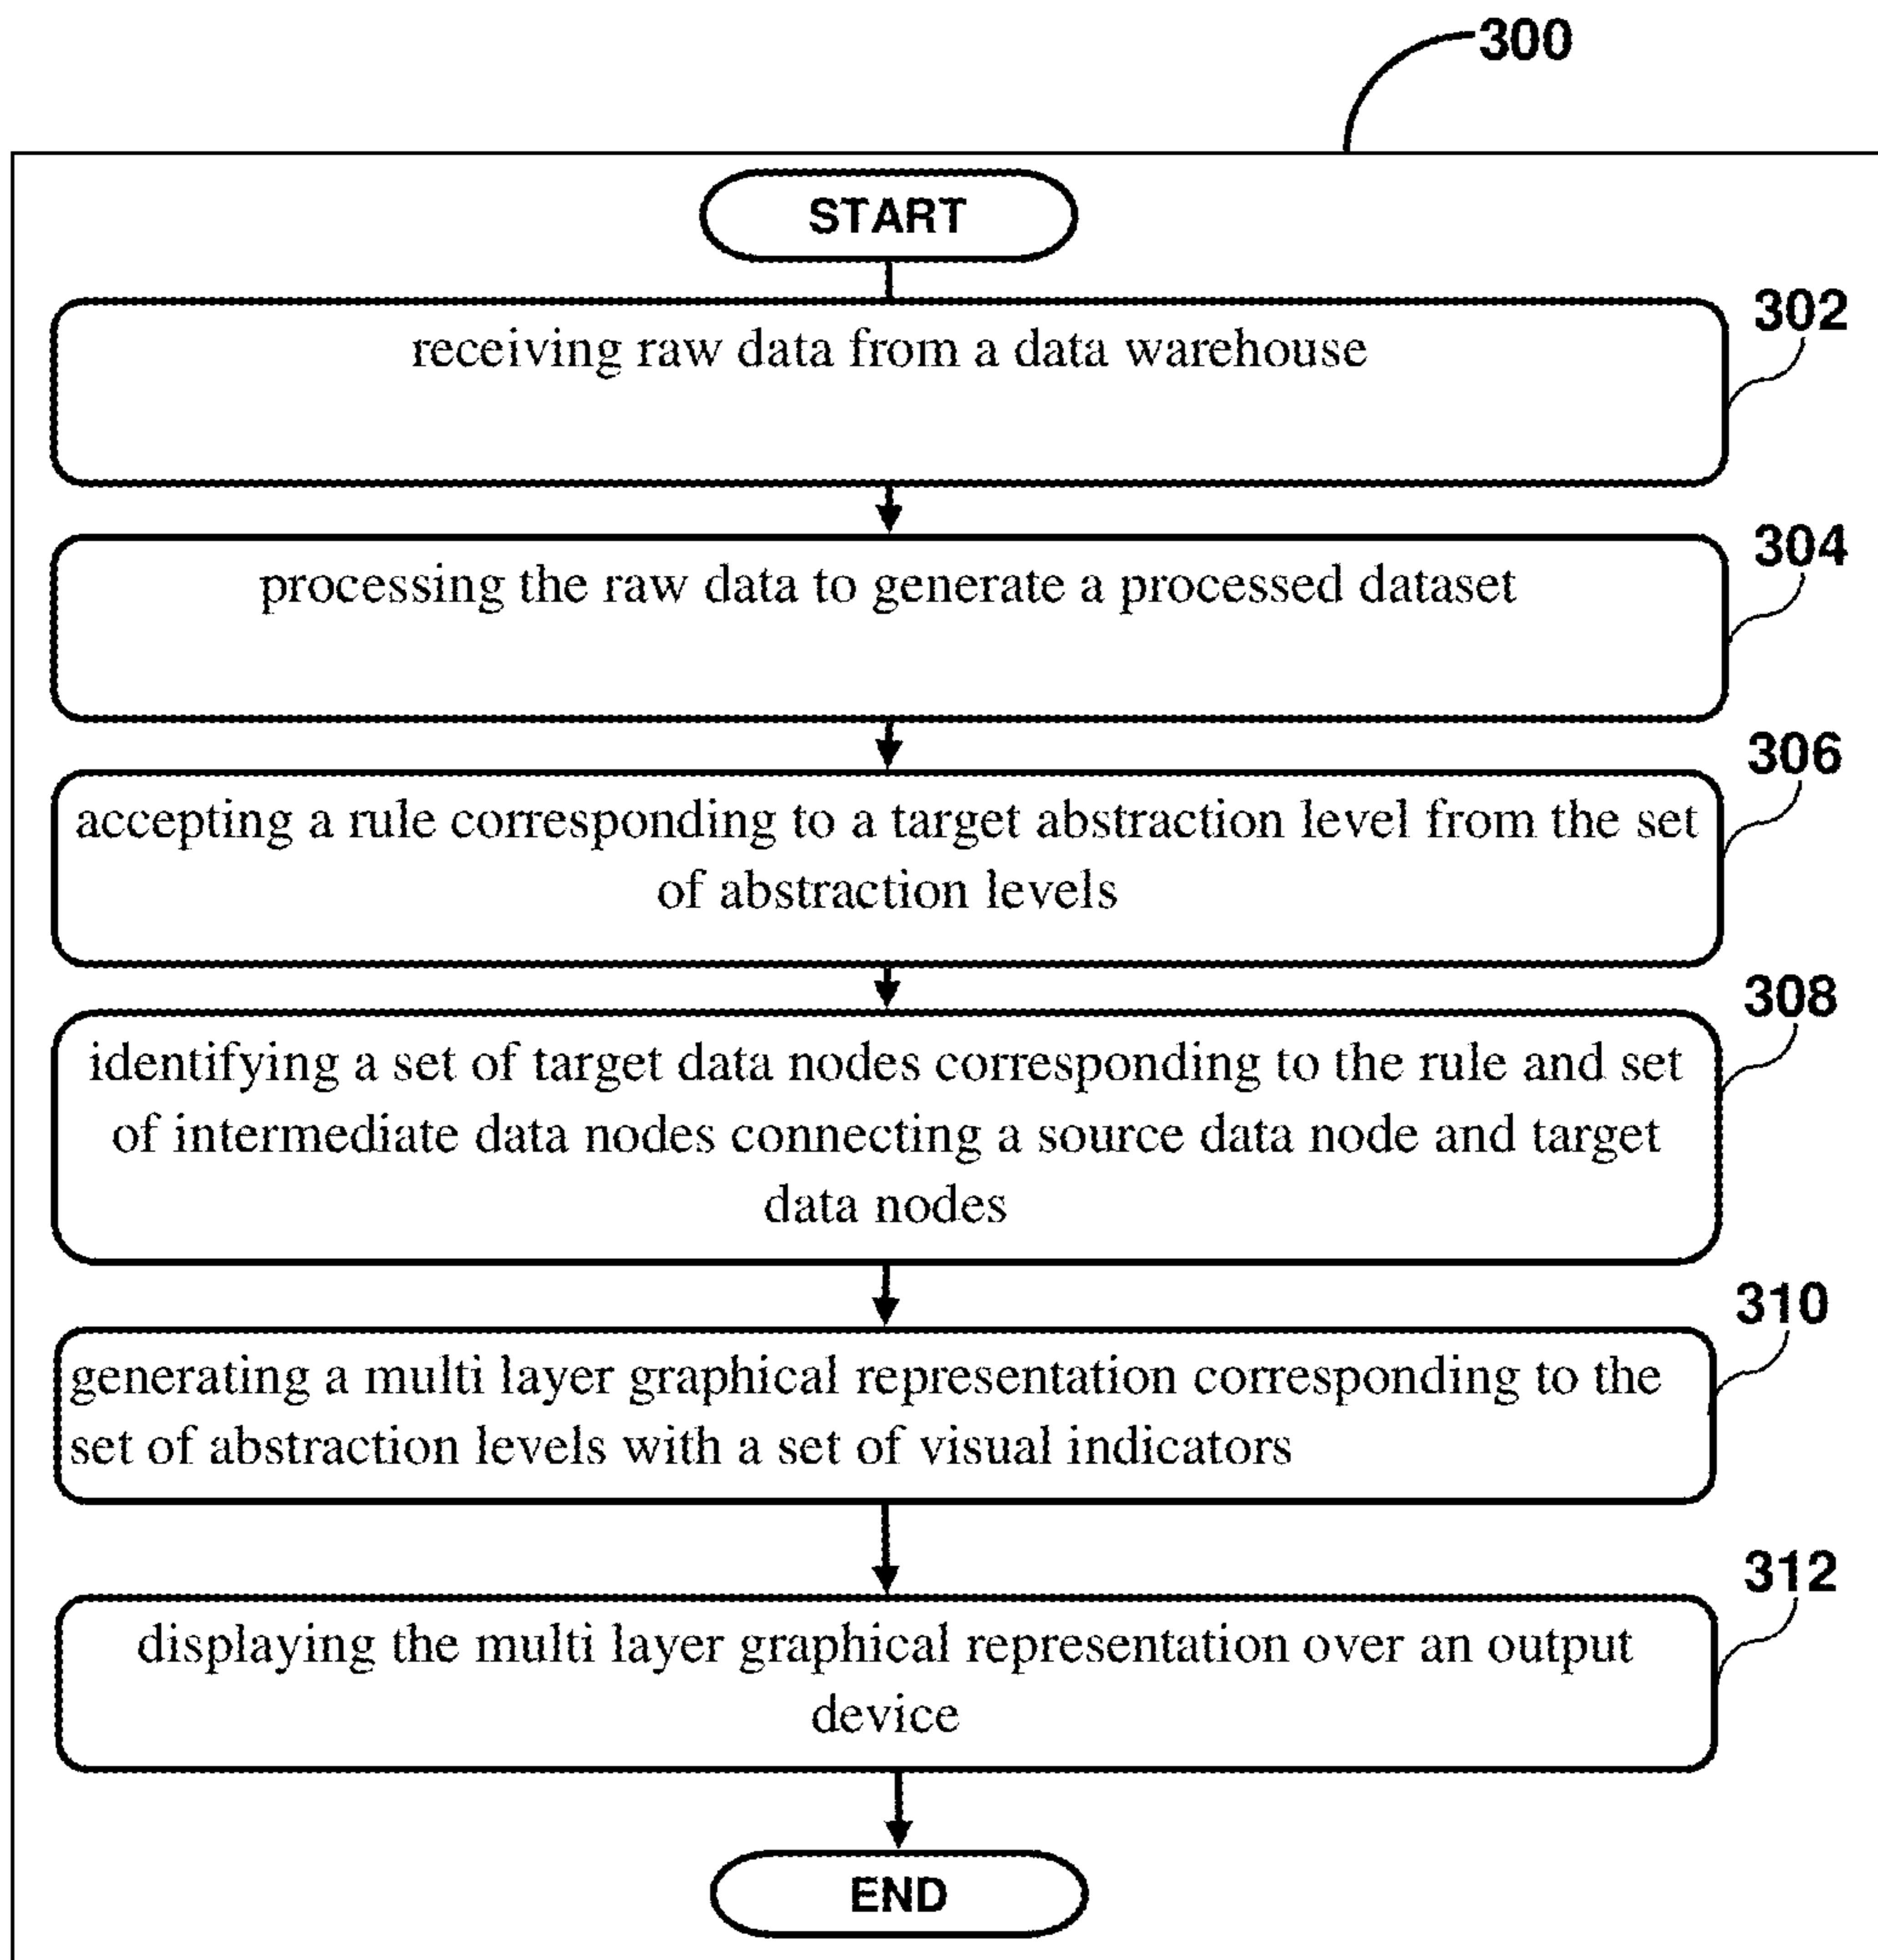 300
START
302
receiving raw data from a data warehouse
304
processing the raw data to generate a processed dataset
306
accepting a rule corresponding to a target abstraction level from the set
of abstraction levels
308
identifying a set of target data nodes corresponding to the rule and set
of intermediate data nodes connecting a source data node and target
data nodes
310
generating a multi layer graphical representation corresponding to the
set of abstraction levels with a set of visual indicators
312
displaying the multi layer graphical representation over an output
device
END